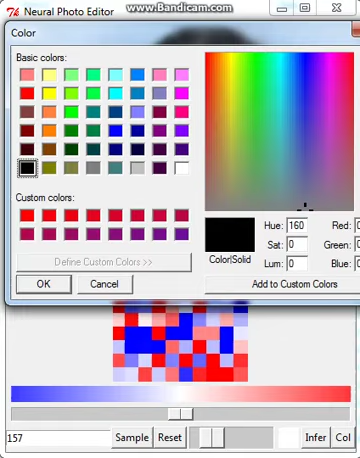 www.Bandicam.com
Neural Photo Editor
Color
Basic colors:
Custom colors:
Define Custom Colors >>
OK
Cancel
Hue: 160
Red:
Sat: 0
Green:
Color|Solid
Lum: 0
Blue:
Add to Custom Colors
157
Sample
Reset
Infer
Col